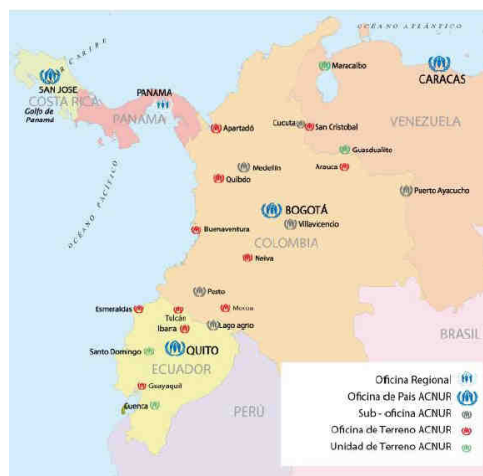 OCÉANO ATLÁNTICO
MAR CARIBE
Maracaibo
CARACAS
SAN JOSE
COSTA RICA
Golfo de
Panamá
PANAMA
PANAMA
Apartadó
Cucuta
San Cristobal
VENEZUELA
Guasdualito
Medellín
Arauca
Quibdo
Puerto Ayacucho
OCÉANO PACÍFICO
BOGOTÁ
Villavicencio
Buenaventura
COLOMBIA
Neiva
Pasto
Esmeraldas
Mocoa
Tulcán
Ibarra
Lago agrio
BRASIL
Santo Domingo
QUITO
ECUADOR
Guayaquil
Cuenca
PERÚ
Oficina Regional
Oficina de País ACNUR
Sub - oficina ACNUR
Oficina de Terreno ACNUR
Unidad de Terreno ACNUR